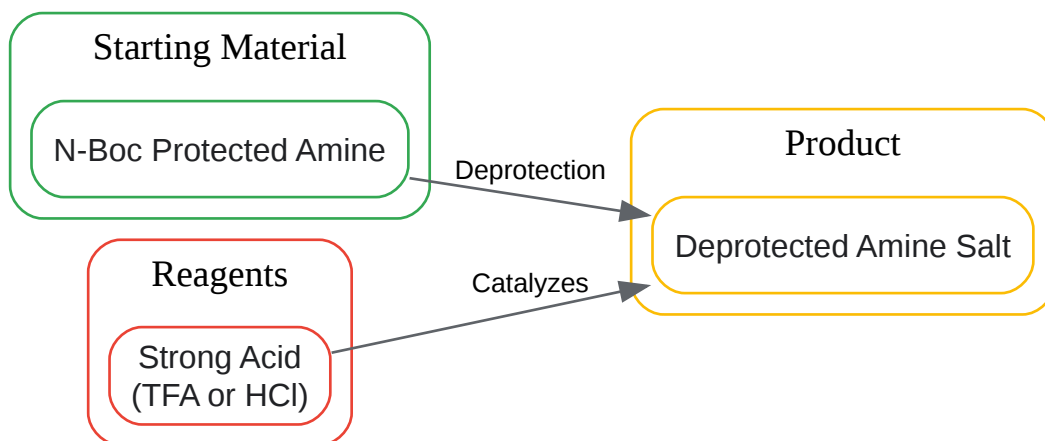 Starting Material
N-Boc Protected Amine
Deprotection
Product
Deprotected Amine Salt
Reagents
Catalyzes
Strong Acid
(TFA or HCl)